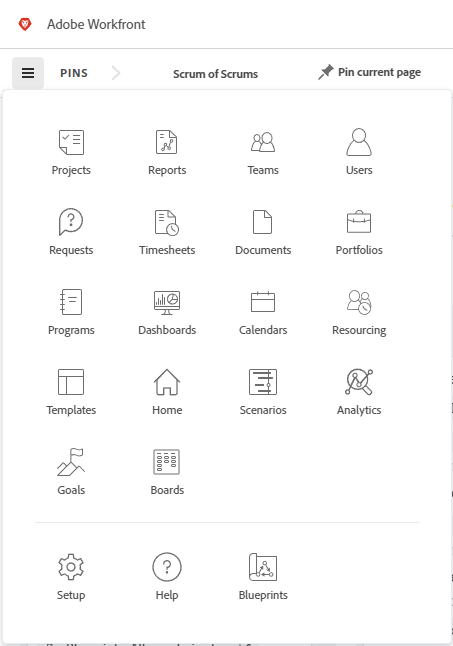 Adobe Workfront
PINS Scrum of Scrums Pin current page
Projects Reports Teams Users
Requests Timesheets Documents Portfolios
Programs Dashboards Calendars Resourcing
Templates Home Scenarios Analytics
Goals Boards
Setup Help Blueprints